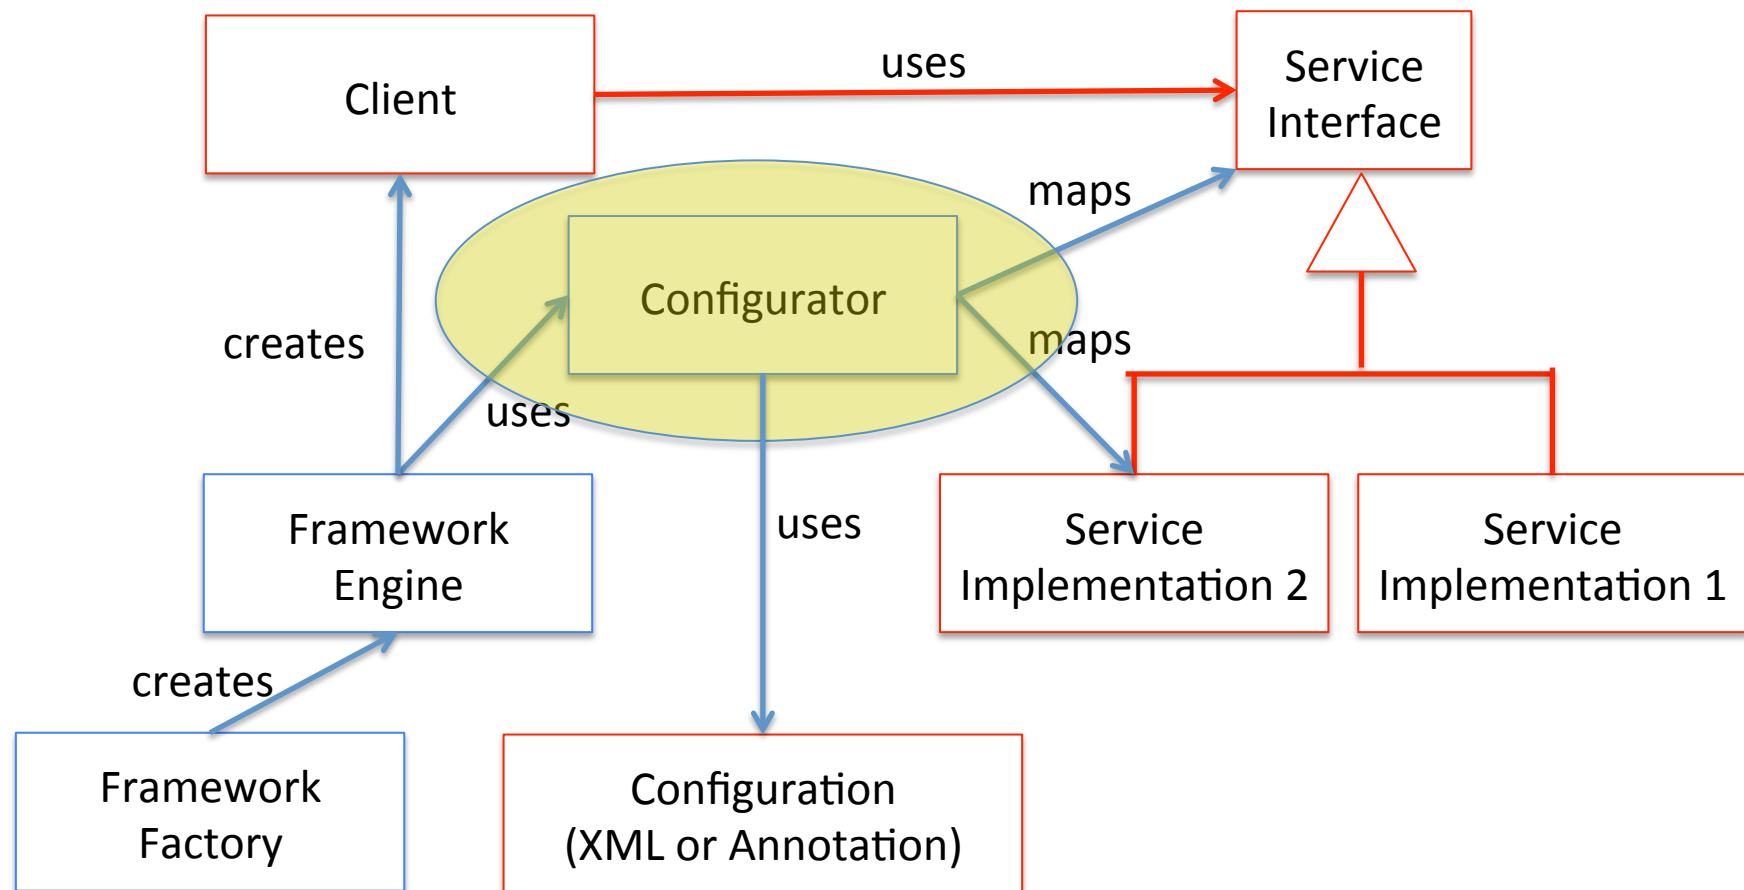 Client
uses
Service
Interface
maps
Configurator
creates
maps
uses
Framework
Engine
uses
Service
Implementation 2
Service
Implementation 1
creates
Framework
Factory
Configuration
(XML or Annotation)